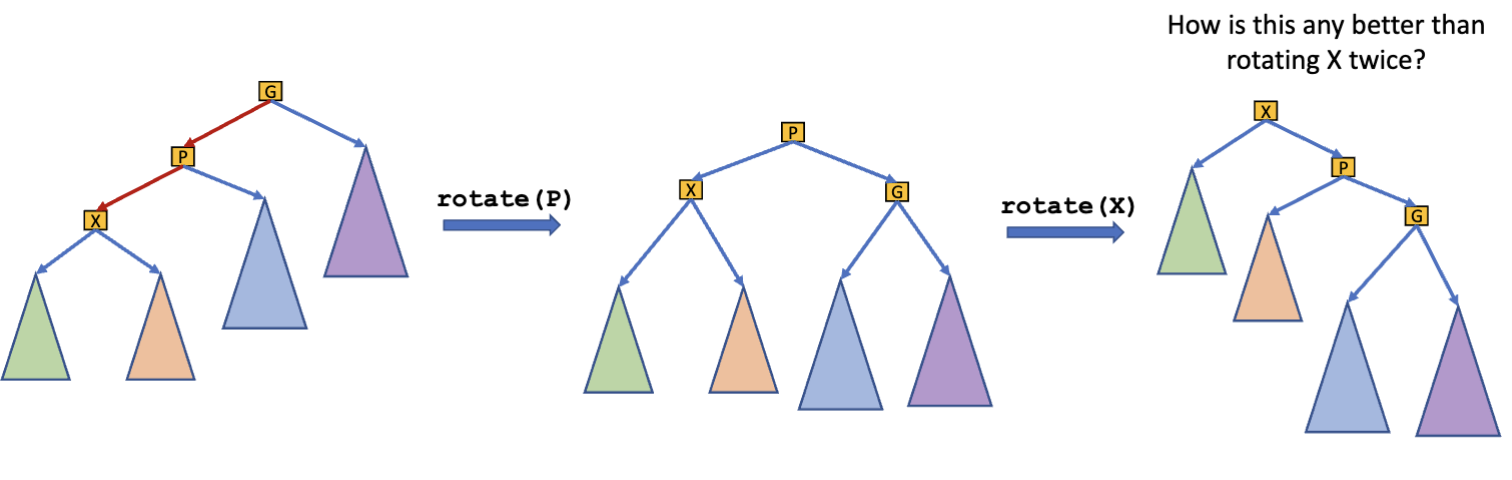 How is this any better than
rotating X twice?
G
P
X
rotate(P)
P
X
G
rotate(X)
X
P
G